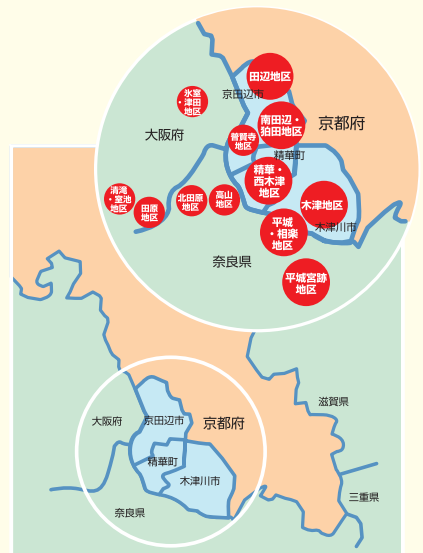 田辺地区
京田辺市
氷室
・津田
地区
南田辺・
狛田地区
京都府
大阪府
普賢寺
地区
精華町
精華・
西木津
地区
清滝
・室池
地区
田原
地区
北田原
地区
高山
地区
木津地区
木津川市
平城
・相楽
地区
奈良県
平城宮跡
地区
滋賀県
大阪府
京田辺市
京都府
精華町
木津川市
三重県
奈良県